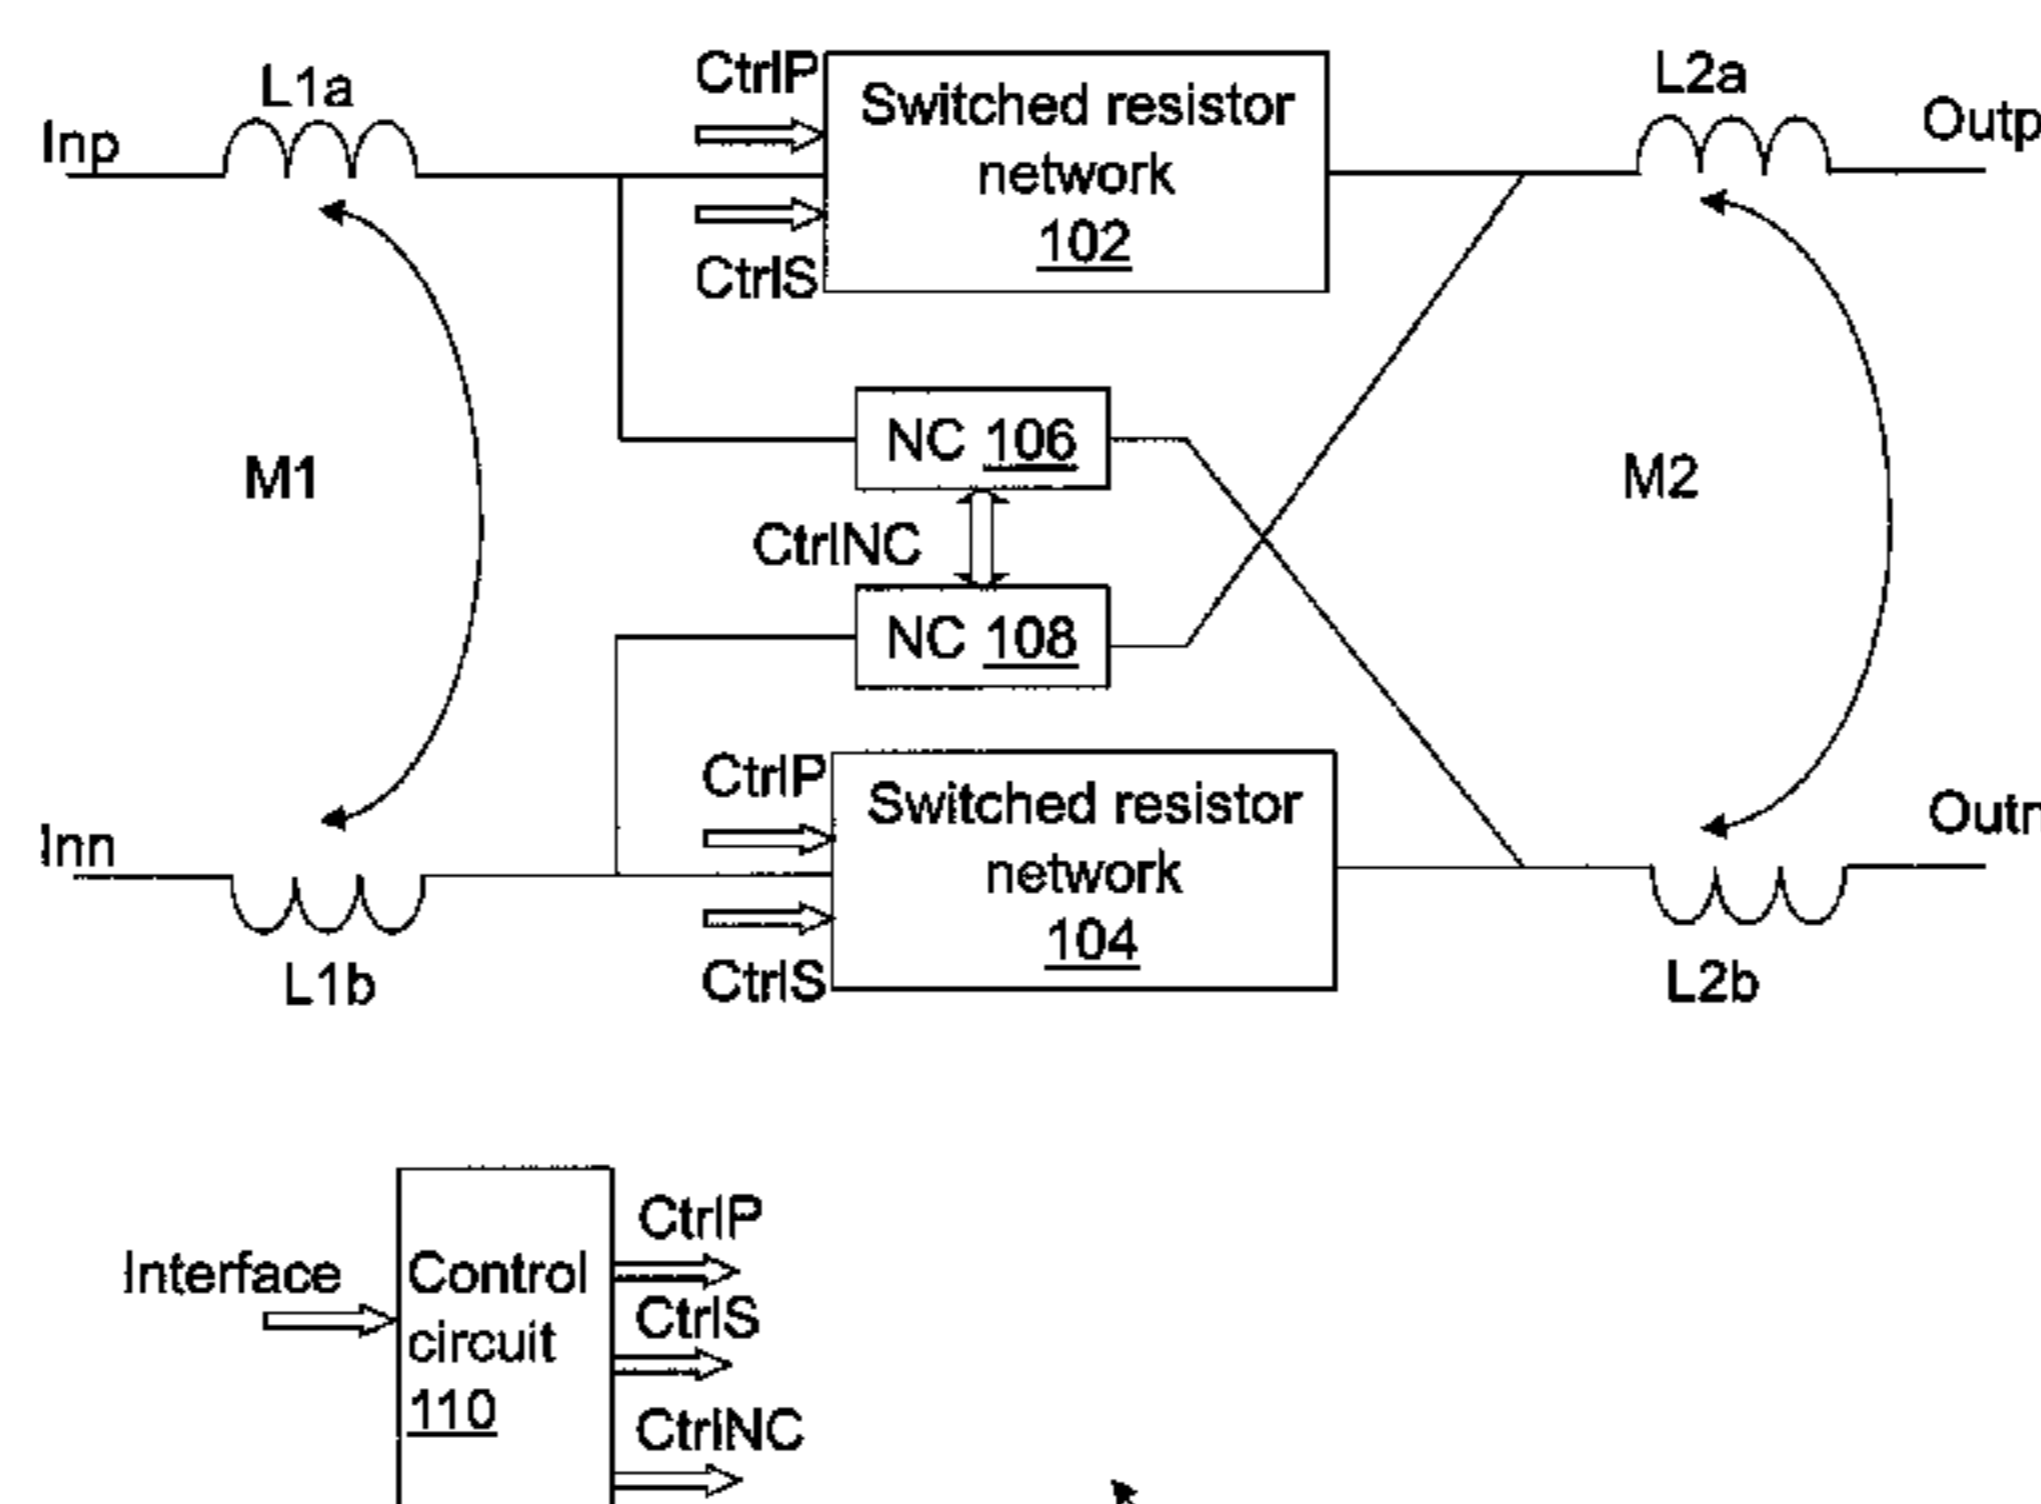 Inp
L1a
CtrlP
CtrlS
Switched resistor
network
102
L2a
Outp
M1
NC 106
CtrlNC
NC 108
M2
Inn
L1b
CtrlP
CtrlS
Switched resistor
network
104
Outn
L2b
Interface
Control
circuit
110
CtrlP
CtrlS
CtrlNC